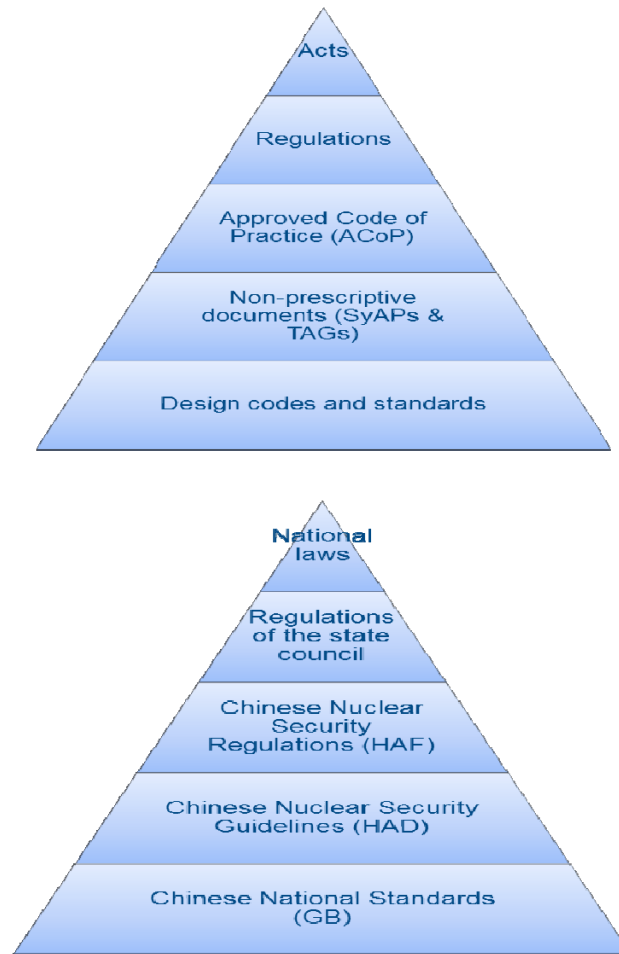 Acts
Regulations
Approved Code of
Practice (ACoP)
Non-prescriptive
documents (SyAPs &
TAGs)
Design codes and standards
National
laws
Regulations
of the state
council
Chinese Nuclear
Security
Regulations (HAF)
Chinese Nuclear Security
Guidelines (HAD)
Chinese National Standards
(GB)